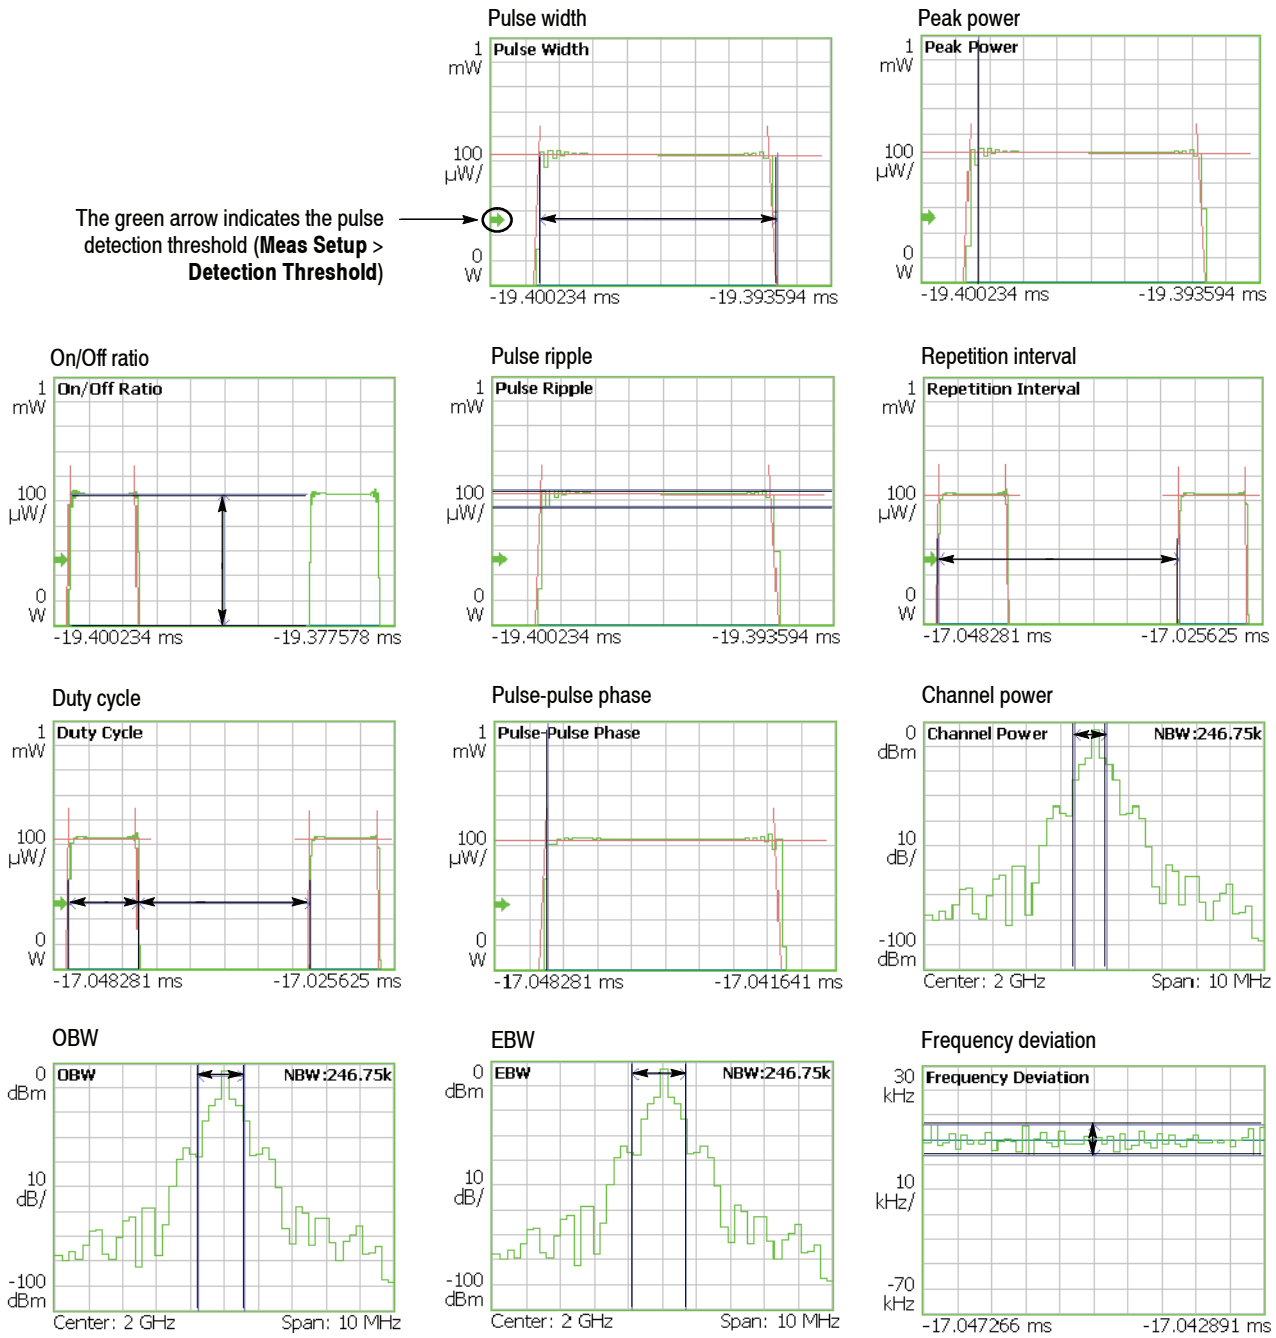 Pulse width
Pulse Width
1
mW
100
µW/
0
W
-19.400234 ms
-19.393594 ms
Peak power
Peak Power
1
mW
100
µW/
0
W
-19.400234 ms
-19.393594 ms
The green arrow indicates the pulse
detection threshold (Meas Setup >
Detection Threshold)
On/Off ratio
On/Off Ratio
1
mW
100
µW/
0
W
-19.400234 ms
-19.377578 ms
Pulse ripple
Pulse Ripple
1
mW
100
µW/
0
W
-19.400234 ms
-19.393594 ms
Repetition interval
Repetition Interval
1
mW
100
µW/
0
W
-17.048281 ms
-17.025625 ms
Duty cycle
Duty Cycle
1
mW
100
µW/
0
W
-17.048281 ms
-17.025625 ms
Pulse-pulse phase
Pulse-Pulse Phase
1
mW
100
µW/
0
W
-17.048281 ms
-17.041641 ms
Channel power
Channel Power
NBW:246.75k
0
dBm
10
dB/
-100
dBm
Center: 2 GHz
Span: 10 MHz
OBW
OBW
NBW:246.75k
0
dBm
10
dB/
-100
dBm
Center: 2 GHz
Span: 10 MHz
EBW
EBW
NBW:246.75k
0
dBm
10
dB/
-100
dBm
Center: 2 GHz
Span: 10 MHz
Frequency deviation
Frequency Deviation
30
kHz
10
kHz/
-70
kHz
-17.047266 ms
-17.042891 ms